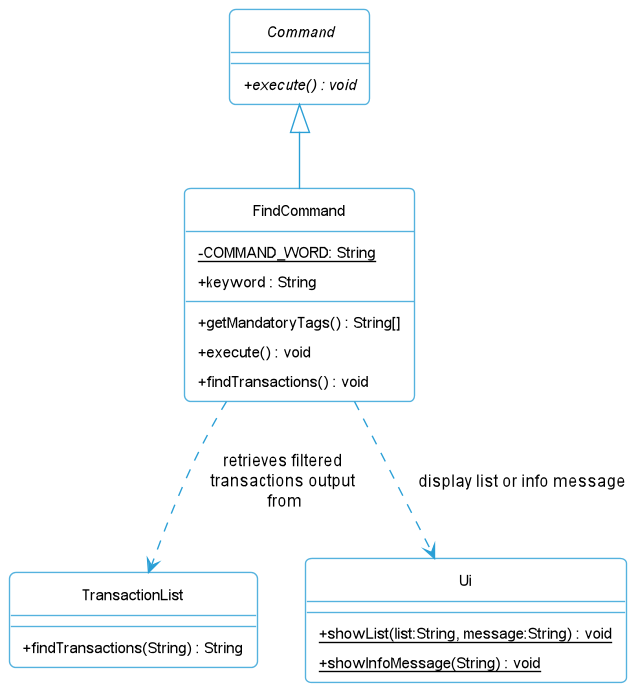 Command
+execute() : void
FindCommand
-COMMAND_WORD: String
+keyword : String
+getMandatoryTags() : String[]
+execute() : void
+findTransactions() : void
retrieves filtered
transactions output
from
display list or info message
TransactionList
+findTransactions(String) : String
Ui
+showList(list:String, message:String) : void
+showInfoMessage(String) : void